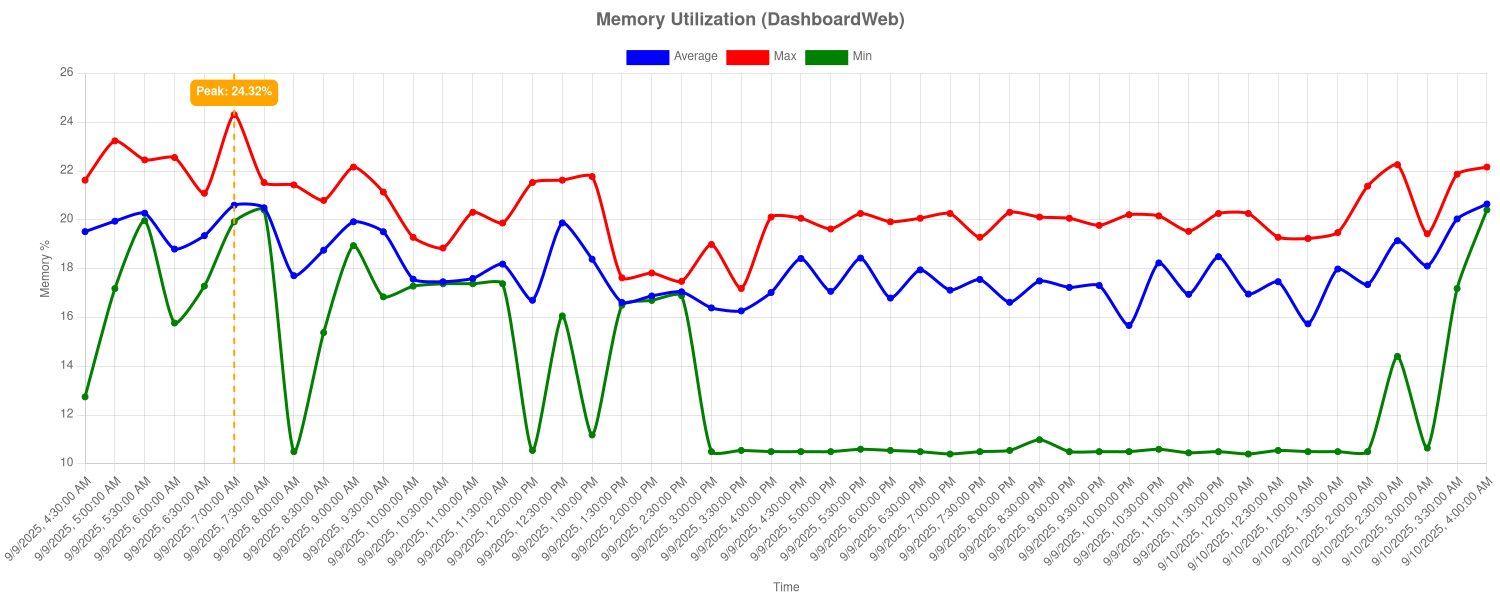 Memory Utilization (DashboardWeb)
Average Max Min
Peak: 24.32%
Memory %
26
24
22
20
18
16
14
12
10
9/9/2025, 4:30:00 AM
9/9/2025, 5:00:00 AM
9/9/2025, 5:30:00 AM
9/9/2025, 6:00:00 AM
9/9/2025, 6:30:00 AM
9/9/2025, 7:00:00 AM
9/9/2025, 7:30:00 AM
9/9/2025, 8:00:00 AM
9/9/2025, 8:30:00 AM
9/9/2025, 9:00:00 AM
9/9/2025, 9:30:00 AM
9/9/2025, 10:00:00 AM
9/9/2025, 10:30:00 AM
9/9/2025, 11:00:00 AM
9/9/2025, 11:30:00 AM
9/9/2025, 12:00:00 PM
9/9/2025, 12:30:00 PM
9/9/2025, 1:00:00 PM
9/9/2025, 1:30:00 PM
9/9/2025, 2:00:00 PM
9/9/2025, 2:30:00 PM
9/9/2025, 3:00:00 PM
9/9/2025, 3:30:00 PM
9/9/2025, 4:00:00 PM
9/9/2025, 4:30:00 PM
9/9/2025, 5:00:00 PM
9/9/2025, 5:30:00 PM
9/9/2025, 6:00:00 PM
9/9/2025, 6:30:00 PM
9/9/2025, 7:00:00 PM
9/9/2025, 7:30:00 PM
9/9/2025, 8:00:00 PM
9/9/2025, 8:30:00 PM
9/9/2025, 9:00:00 PM
9/9/2025, 9:30:00 PM
9/9/2025, 10:00:00 PM
9/9/2025, 10:30:00 PM
9/9/2025, 11:00:00 PM
9/9/2025, 11:30:00 PM
9/10/2025, 12:00:00 AM
9/10/2025, 12:30:00 AM
9/10/2025, 1:00:00 AM
9/10/2025, 1:30:00 AM
9/10/2025, 2:00:00 AM
9/10/2025, 2:30:00 AM
9/10/2025, 3:00:00 AM
9/10/2025, 3:30:00 AM
9/10/2025, 4:00:00 AM
Time